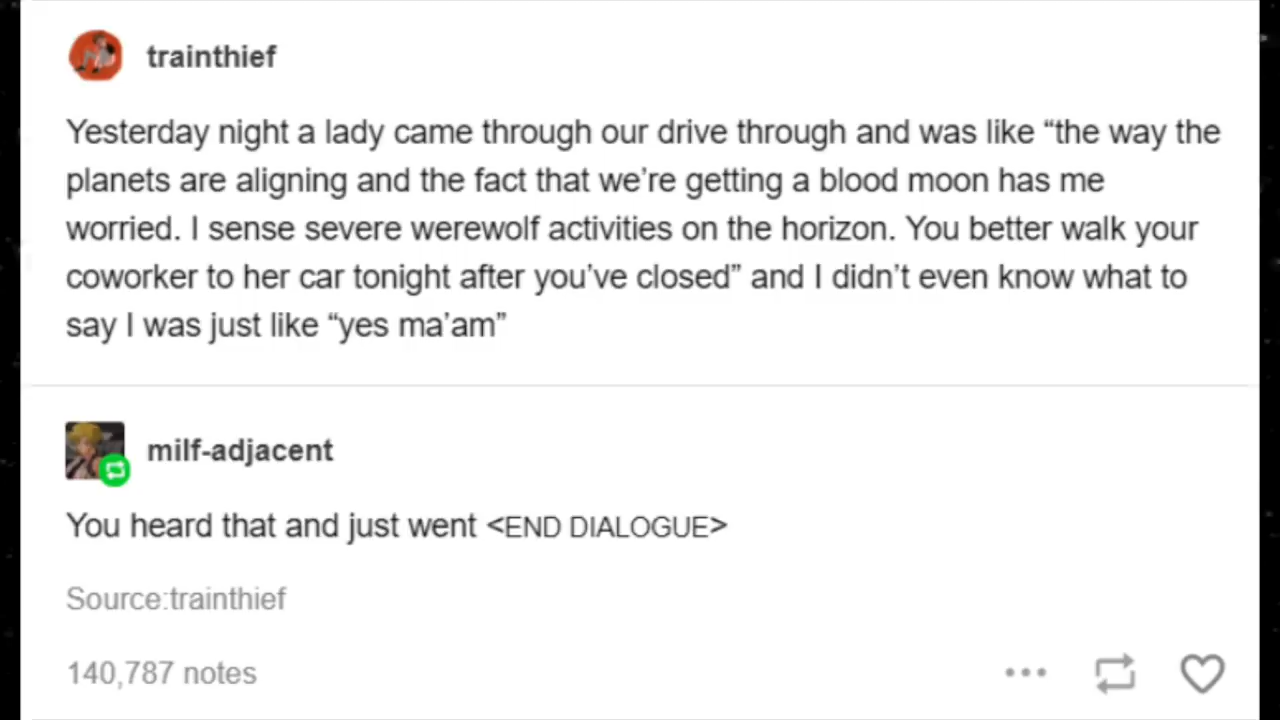 trainthief
Yesterday night a lady came through our drive through and was like “the way the
planets are aligning and the fact that we’re getting a blood moon has me
worried. I sense severe werewolf activities on the horizon. You better walk your
coworker to her car tonight after you’ve closed” and I didn’t even know what to
say I was just like “yes ma’am”
milf-adjacent
You heard that and just went <END DIALOGUE>
Source:trainthief
140,787 notes